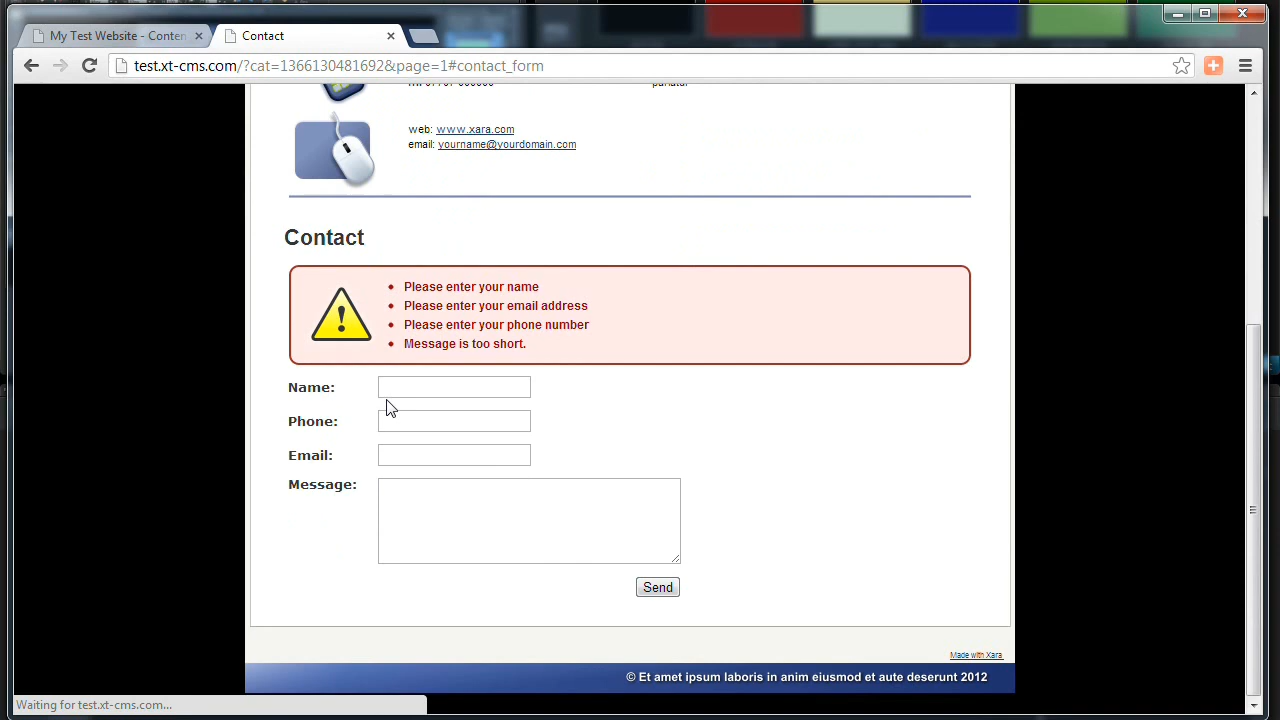 My Test Website - Conten
Contact
test.xt-cms.com/?cat=1366130481692&page=1#contact_form
web: www.xara.com
email: yourname@yourdomain.com
Contact
Please enter your name
Please enter your email address
Please enter your phone number
Message is too short.
Name:
Phone:
Email:
Message:
Send
Made with Xara
© Et amet ipsum laboris in anim eiusmod et aute deserunt 2012
Waiting for test.xt-cms.com...